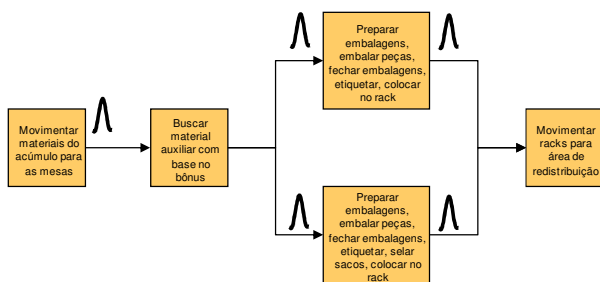 Movimentar
materiais do
acúmulo para
as mesas
Buscar
material
auxiliar com
base no
bônus
Preparar
embalagens,
embalar peças,
fechar embalagens,
etiquetar, colocar
no rack
Preparar
embalagens,
embalar peças,
fechar embalagens,
etiquetar, selar
sacos, colocar no
rack
Movimentar
racks para
área de
redistribuição